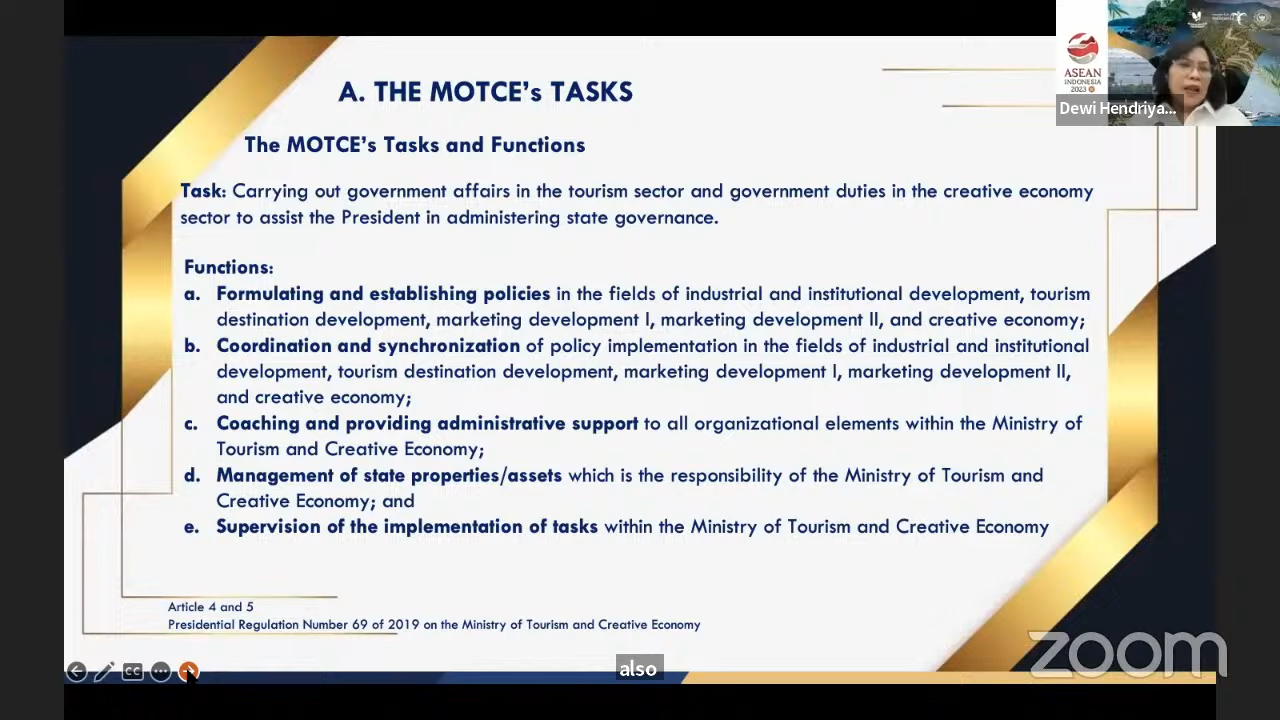 A. THE MOTCE's TASKS
ASEAN
INDONESIA
2023
Dewi Hendriya...
The MOTCE's Tasks and Functions
Task: Carrying out government affairs in the tourism sector and government duties in the creative economy
sector to assist the President in administering state governance.
Functions:
a. Formulating and establishing policies in the fields of industrial and institutional development, tourism
destination development, marketing development I, marketing development II, and creative economy;
b. Coordination and synchronization of policy implementation in the fields of industrial and institutional
development, tourism destination development, marketing development I, marketing development II,
and creative economy;
c. Coaching and providing administrative support to all organizational elements within the Ministry of
Tourism and Creative Economy;
d. Management of state properties/assets which is the responsibility of the Ministry of Tourism and
Creative Economy; and
e. Supervision of the implementation of tasks within the Ministry of Tourism and Creative Economy
Article 4 and 5
Presidential Regulation Number 69 of 2019 on the Ministry of Tourism and Creative Economy
zoom
CC
also